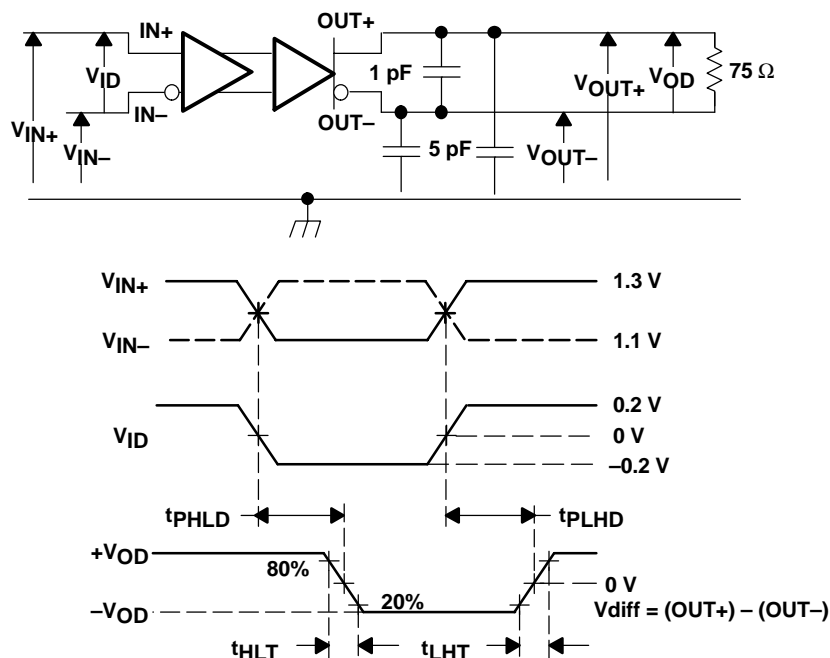 OUT+
IN+
VID
1 pF
VOUT+
VOD
75 Ω
IN–
OUT–
VIN+
VIN–
5 pF
VOUT–
VIN+
1.3 V
VIN–
1.1 V
0.2 V
VID
0 V
–0.2 V
tPHLD
tPLHD
+VOD
80%
0 V
20%
Vdiff = (OUT+) – (OUT–)
–VOD
tHLT
tLHT